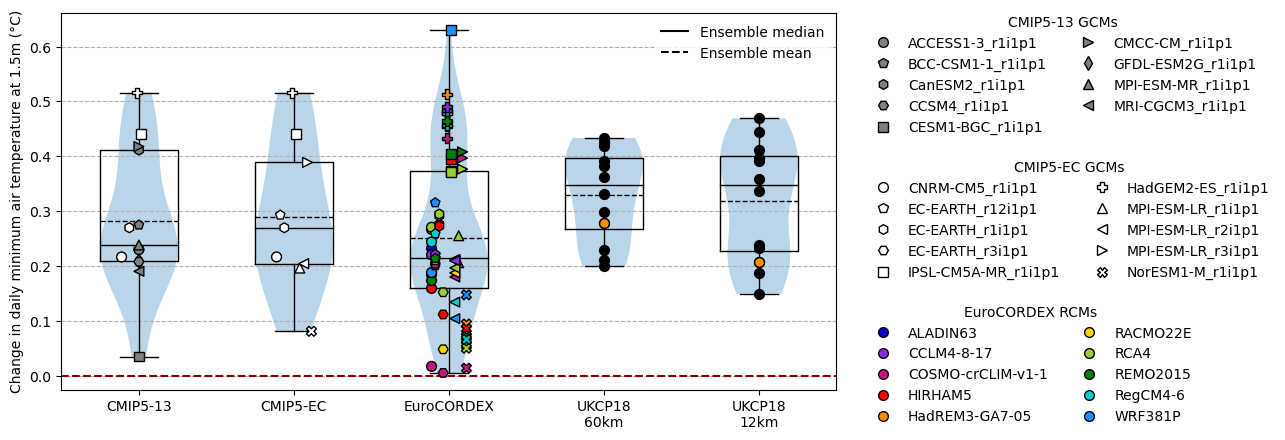 Change in daily minimum air temperature at 1.5m (°C)
0.6
0.5
0.4
0.3
0.2
0.1
0.0
Ensemble median
Ensemble mean
CMIP5-13
CMIP5-EC
EuroCORDEX
UKCP18
60km
UKCP18
12km
CMIP5-13 GCMs
ACCESS1-3_r1i1p1
BCC-CSM1-1_r1i1p1
CanESM2_r1i1p1
CCSM4_r1i1p1
CESM1-BGC_r1i1p1
CMCC-CM_r1i1p1
GFDL-ESM2G_r1i1p1
MPI-ESM-MR_r1i1p1
MRI-CGCM3_r1i1p1
CMIP5-EC GCMs
CNRM-CM5_r1i1p1
EC-EARTH_r12i1p1
EC-EARTH_r1i1p1
EC-EARTH_r3i1p1
IPSL-CM5A-MR_r1i1p1
HadGEM2-ES_r1i1p1
MPI-ESM-LR_r1i1p1
MPI-ESM-LR_r2i1p1
MPI-ESM-LR_r3i1p1
NorESM1-M_r1i1p1
EuroCORDEX RCMs
ALADIN63
CCLM4-8-17
COSMO-crCLIM-v1-1
HIRHAM5
HadREM3-GA7-05
RACMO22E
RCA4
REMO2015
RegCM4-6
WRF381P